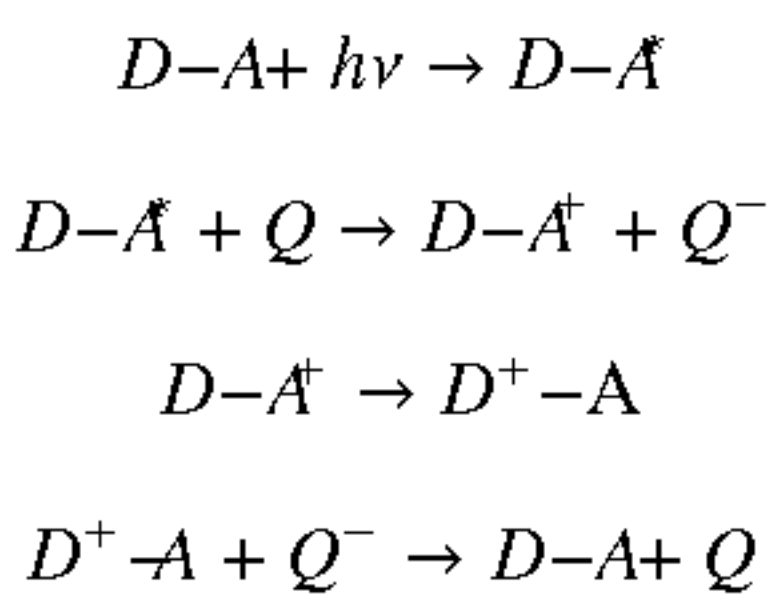 D−A+ hν → D−A*
D−A* + Q → D−A⁺ + Q⁻
D−A⁺ → D⁺ −A
D⁺ −A + Q⁻ → D−A+ Q